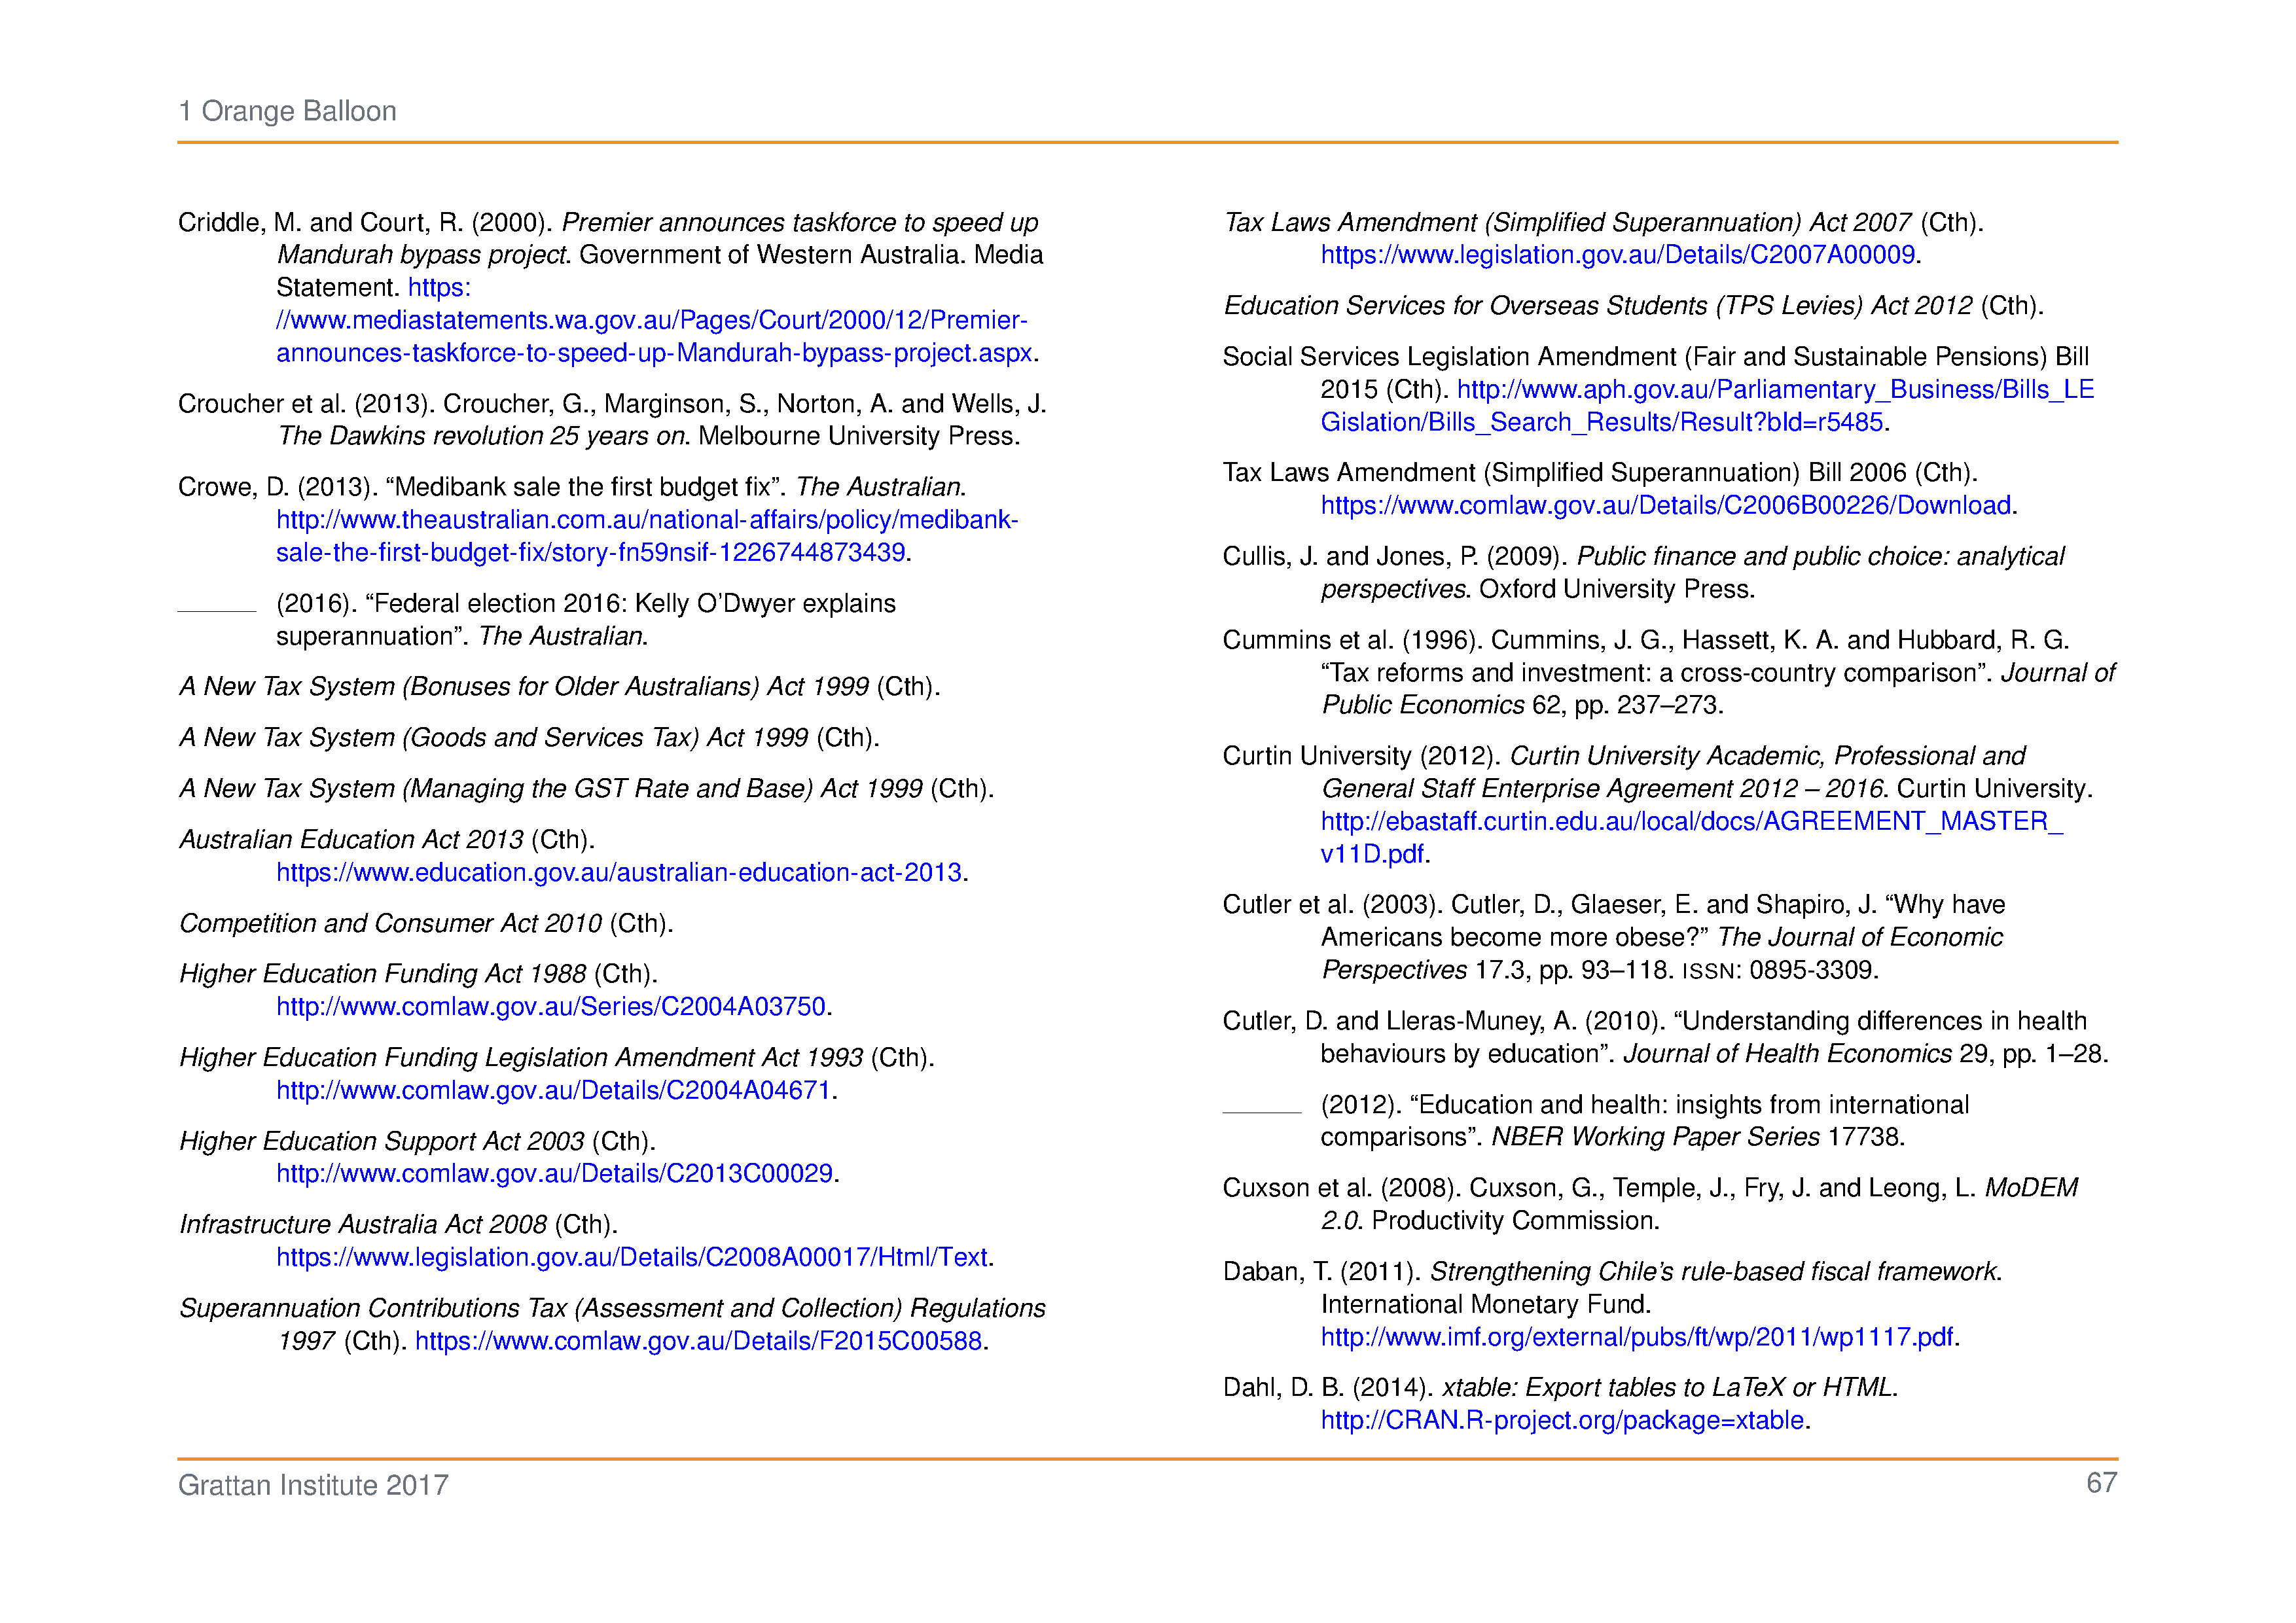 1 Orange Balloon
Criddle, M. and Court, R. (2000). Premier announces taskforce to speed up
Mandurah bypass project. Government of Western Australia. Media
Statement. https:
//www.mediastatements.wa.gov.au/Pages/Court/2000/12/Premier-
announces-taskforce-to-speed-up-Mandurah-bypass-project.aspx.
Croucher et al. (2013). Croucher, G., Marginson, S., Norton, A. and Wells, J.
The Dawkins revolution 25 years on. Melbourne University Press.
Crowe, D. (2013). “Medibank sale the first budget fix”. The Australian.
http://www.theaustralian.com.au/national-affairs/policy/medibank-
sale-the-first-budget-fix/story-fn59nsif-1226744873439.
(2016). “Federal election 2016: Kelly O’Dwyer explains
superannuation”. The Australian.
A New Tax System (Bonuses for Older Australians) Act 1999 (Cth).
A New Tax System (Goods and Services Tax) Act 1999 (Cth).
A New Tax System (Managing the GST Rate and Base) Act 1999 (Cth).
Australian Education Act 2013 (Cth).
https://www.education.gov.au/australian-education-act-2013.
Competition and Consumer Act 2010 (Cth).
Higher Education Funding Act 1988 (Cth).
http://www.comlaw.gov.au/Series/C2004A03750.
Higher Education Funding Legislation Amendment Act 1993 (Cth).
http://www.comlaw.gov.au/Details/C2004A04671.
Higher Education Support Act 2003 (Cth).
http://www.comlaw.gov.au/Details/C2013C00029.
Infrastructure Australia Act 2008 (Cth).
https://www.legislation.gov.au/Details/C2008A00017/Html/Text.
Superannuation Contributions Tax (Assessment and Collection) Regulations
1997 (Cth). https://www.comlaw.gov.au/Details/F2015C00588.
Tax Laws Amendment (Simplified Superannuation) Act 2007 (Cth).
https://www.legislation.gov.au/Details/C2007A00009.
Education Services for Overseas Students (TPS Levies) Act 2012 (Cth).
Social Services Legislation Amendment (Fair and Sustainable Pensions) Bill
2015 (Cth). http://www.aph.gov.au/Parliamentary_Business/Bills_LE
Gislation/Bills_Search_Results/Result?bId=r5485.
Tax Laws Amendment (Simplified Superannuation) Bill 2006 (Cth).
https://www.comlaw.gov.au/Details/C2006B00226/Download.
Cullis, J. and Jones, P. (2009). Public finance and public choice: analytical
perspectives. Oxford University Press.
Cummins et al. (1996). Cummins, J. G., Hassett, K. A. and Hubbard, R. G.
“Tax reforms and investment: a cross-country comparison”. Journal of
Public Economics 62, pp. 237–273.
Curtin University (2012). Curtin University Academic, Professional and
General Staff Enterprise Agreement 2012 – 2016. Curtin University.
http://ebastaff.curtin.edu.au/local/docs/AGREEMENT_MASTER_
v11D.pdf.
Cutler et al. (2003). Cutler, D., Glaeser, E. and Shapiro, J. “Why have
Americans become more obese?” The Journal of Economic
Perspectives 17.3, pp. 93–118. ISSN: 0895-3309.
Cutler, D. and Lleras-Muney, A. (2010). “Understanding differences in health
behaviours by education”. Journal of Health Economics 29, pp. 1–28.
(2012). “Education and health: insights from international
comparisons”. NBER Working Paper Series 17738.
Cuxson et al. (2008). Cuxson, G., Temple, J., Fry, J. and Leong, L. MoDEM
2.0. Productivity Commission.
Daban, T. (2011). Strengthening Chile’s rule-based fiscal framework.
International Monetary Fund.
http://www.imf.org/external/pubs/ft/wp/2011/wp1117.pdf.
Dahl, D. B. (2014). xtable: Export tables to LaTeX or HTML.
http://CRAN.R-project.org/package=xtable.
Grattan Institute 2017
67